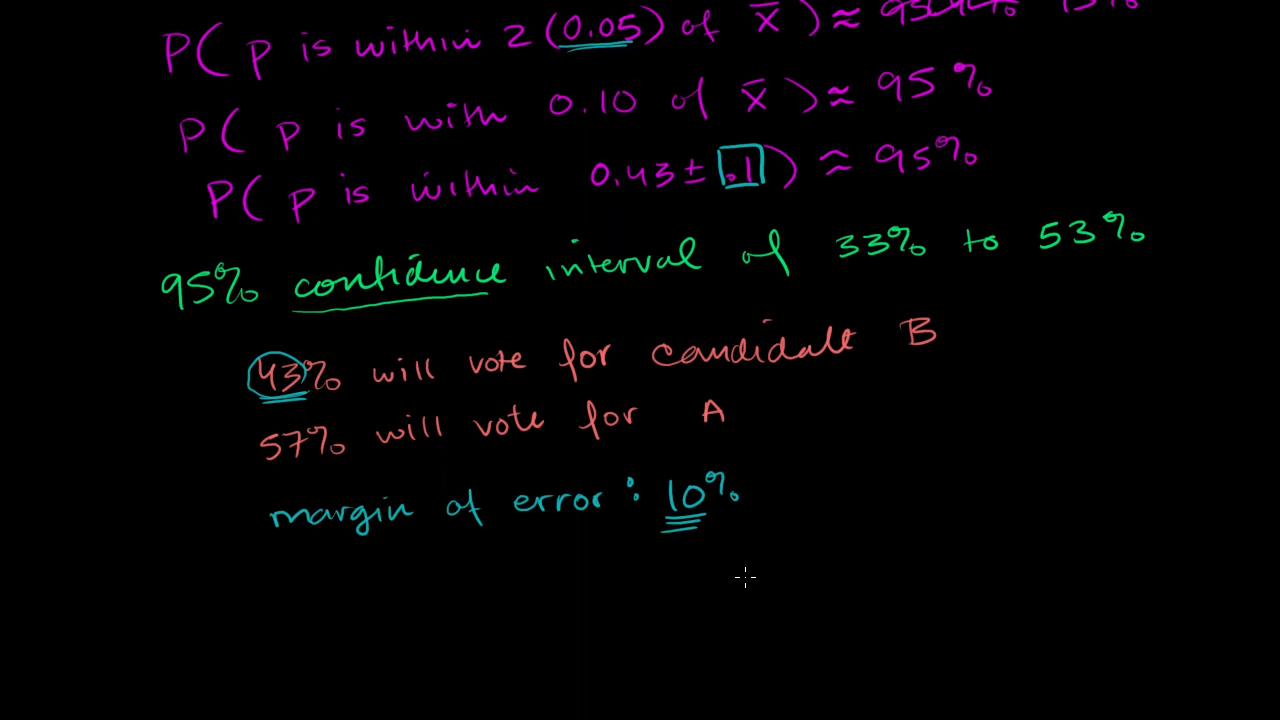 P( p is within 2 (0.05) of x̄ ) ≈
P( p is with 0.10 of x̄ ) ≈ 95%
P( p is within 0.43 ± .1 ) ≈ 95%
95% confidence interval of 33% to 53%
43% will vote for candidate B
57% will vote for A
margin of error : 10%